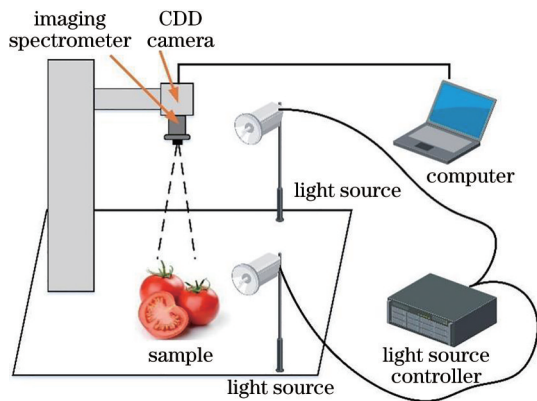 imaging
spectrometer
CDD
camera
computer
light source
sample
light source
light source
controller